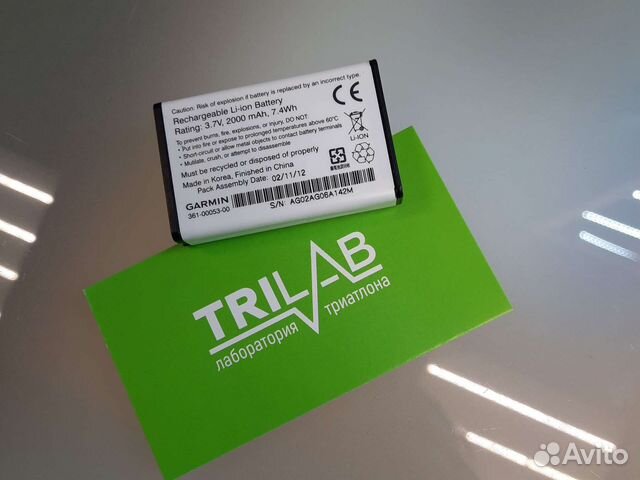 Caution: Risk of explosion if battery is replaced by an incorrect type.
Rechargeable Li-ion Battery
Rating: 3.7V, 2000 mAh, 7.4Wh
To prevent burns, fire, explosions, or injury, DO NOT:
• Put into fire or expose to prolonged temperatures above 60°C
• Short-circuit or allow metal objects to contact battery terminals
• Mutilate, crush, or attempt to disassemble
Must be recycled or disposed of properly
Made in Korea, Finished in China
Pack Assembly Date: 02/11/12
GARMIN
361-00053-00
S/N: AG02AG06A142M
CE
Li-ION
TRILAB
лаборатория триатлона
Avito